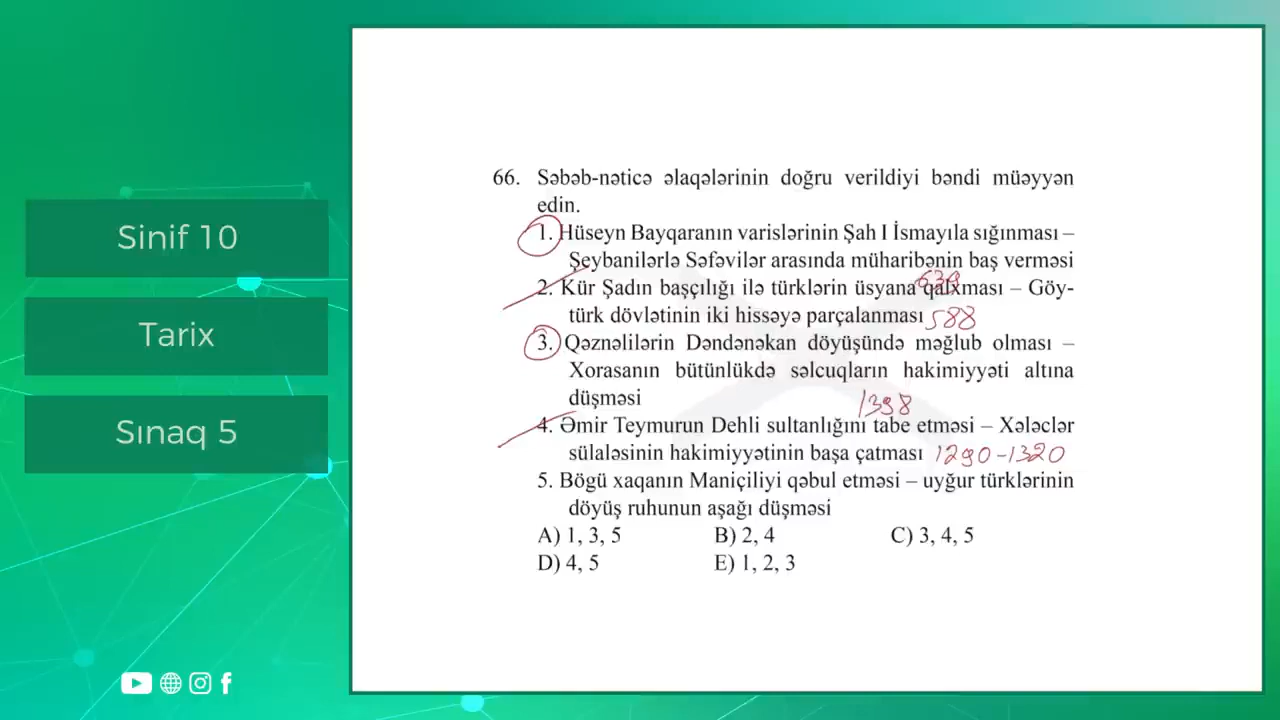 Sinif 10
Tarix
Sınaq 5
66. Səbəb-nəticə əlaqələrinin doğru verildiyi bəndi müəyyən
edin.
1. Hüseyn Bayqaranın varislərinin Şah I İsmayıla sığınması –
Şeybanilərlə Səfəvilər arasında müharibənin baş verməsi
639
2. Kür Şadın başçılığı ilə türklərin üsyana qalxması – Göy-
türk dövlətinin iki hissəyə parçalanması 588
3. Qəznəlilərin Dəndənəkan döyüşündə məğlub olması –
Xorasanın bütünlükdə səlcuqların hakimiyyəti altına
düşməsi
1398
4. Əmir Teymurun Dehli sultanlığını tabe etməsi – Xələclər
sülaləsinin hakimiyyətinin başa çatması 1290-1320
5. Bögü xaqanın Maniçiliyi qəbul etməsi – uyğur türklərinin
döyüş ruhunun aşağı düşməsi
A) 1, 3, 5 B) 2, 4 C) 3, 4, 5
D) 4, 5 E) 1, 2, 3